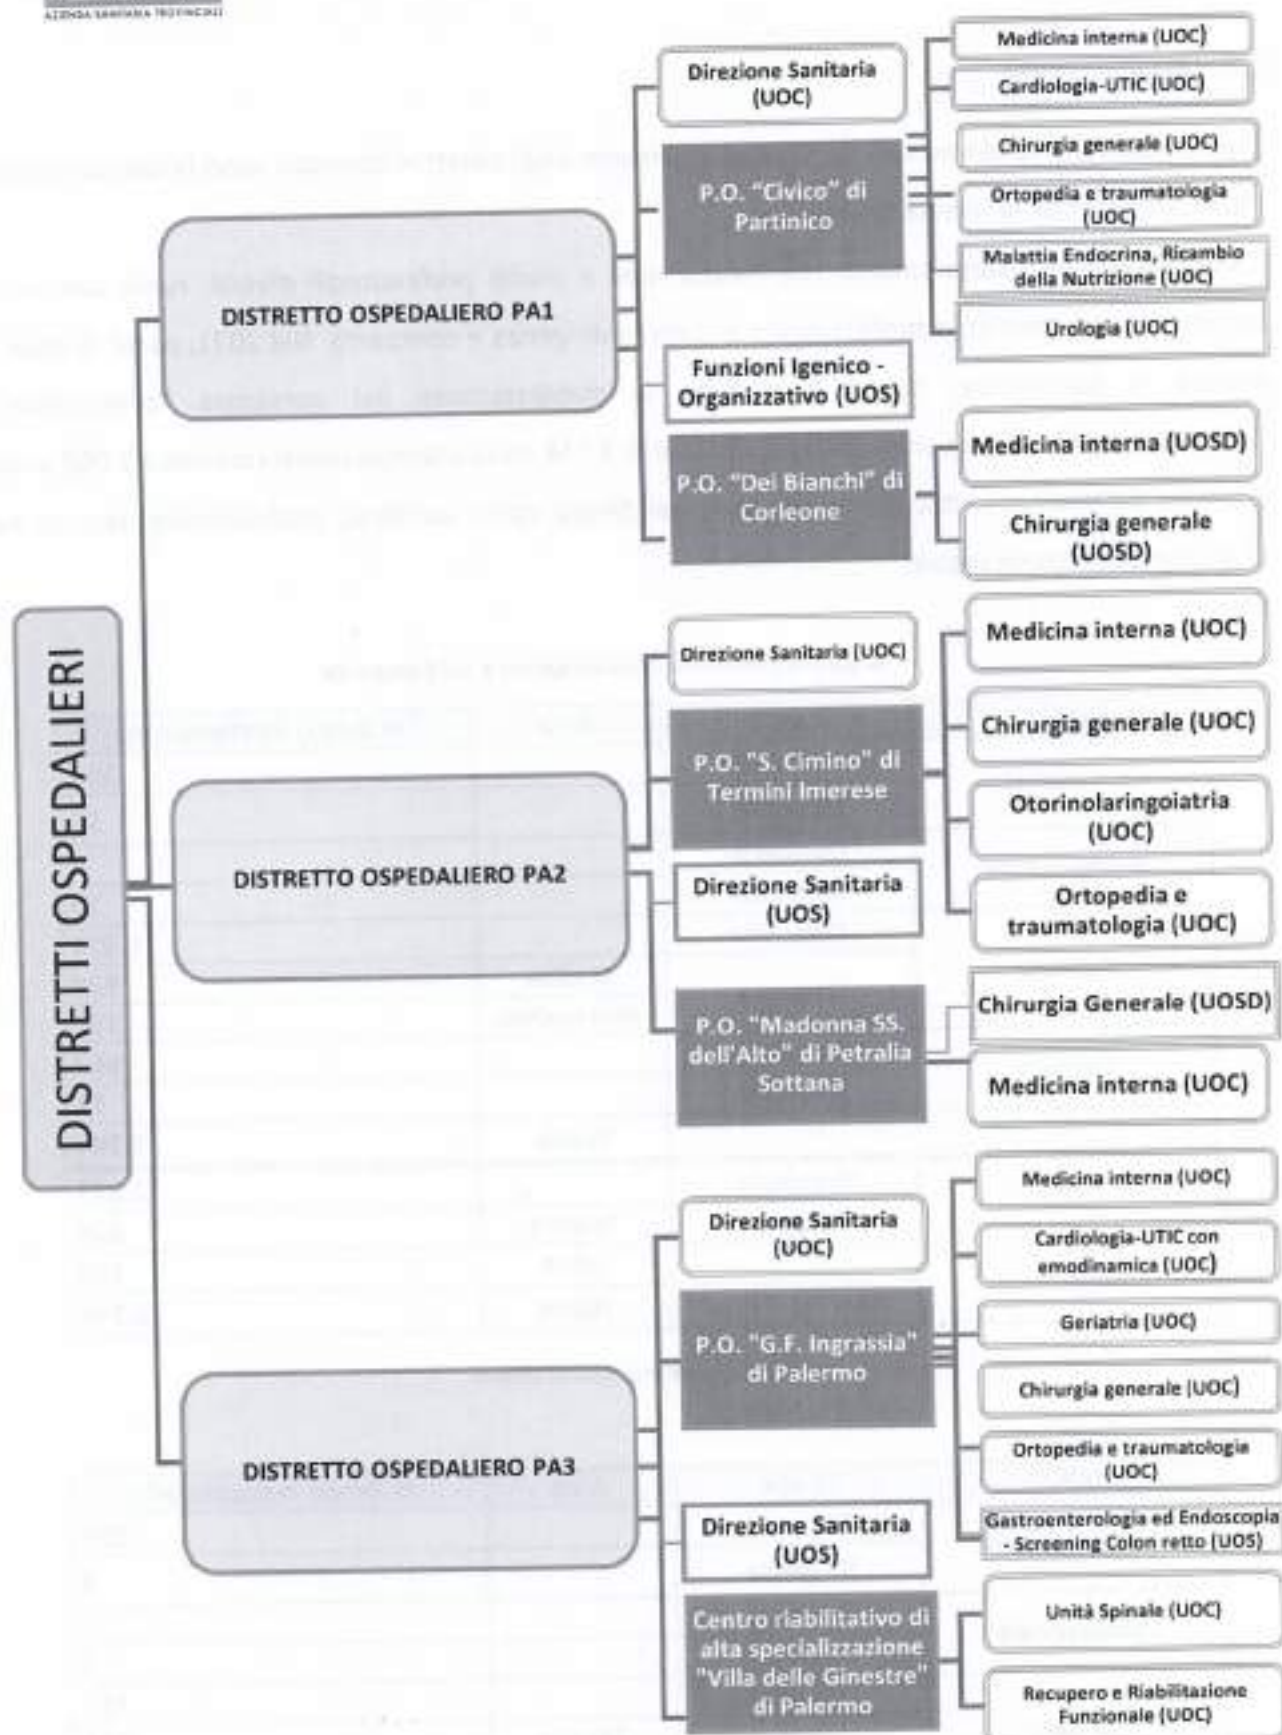 AZIENDA SANITARIA PROVINCIALE
DISTRETTI OSPEDALIERI
DISTRETTO OSPEDALIERO PA1
Direzione Sanitaria
(UOC)
P.O. "Civico" di
Partinico
Medicina interna (UOC)
Cardiologia-UTIC (UOC)
Chirurgia generale (UOC)
Ortopedia e traumatologia
(UOC)
Malattia Endocrina, Ricambio
della Nutrizione (UOC)
Urologia (UOC)
Funzioni Igenico -
Organizzativo (UOS)
P.O. "Dei Bianchi" di
Corleone
Medicina interna (UOSD)
Chirurgia generale
(UOSD)
DISTRETTO OSPEDALIERO PA2
Direzione Sanitaria (UOC)
P.O. "S. Cimino" di
Termini Imerese
Medicina interna (UOC)
Chirurgia generale (UOC)
Otorinolaringoiatria
(UOC)
Ortopedia e
traumatologia (UOC)
Direzione Sanitaria
(UOS)
P.O. "Madonna SS.
dell'Alto" di Petralia
Sottana
Chirurgia Generale (UOSD)
Medicina interna (UOC)
DISTRETTO OSPEDALIERO PA3
Direzione Sanitaria
(UOC)
P.O. "G.F. Ingrassia"
di Palermo
Medicina interna (UOC)
Cardiologia-UTIC con
emodinamica (UOC)
Geriatria (UOC)
Chirurgia generale (UOC)
Ortopedia e traumatologia
(UOC)
Gastroenterologia ed Endoscopia
- Screening Colon retto (UOS)
Direzione Sanitaria
(UOS)
Centro riabilitativo di
alta specializzazione
"Villa delle Ginestre"
di Palermo
Unità Spinale (UOC)
Recupero e Riabilitazione
Funzionale (UOC)